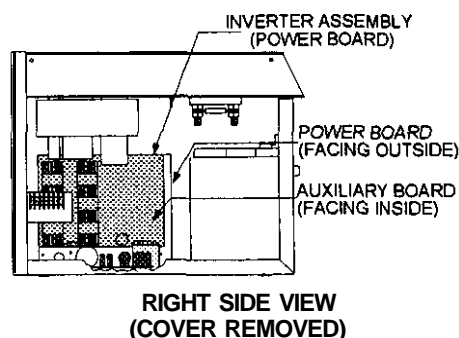 INVERTER ASSEMBLY
(POWER BOARD)
POWER BOARD
(FACING OUTSIDE)
AUXILIARY BOARD
(FACING INSIDE)
RIGHT SIDE VIEW
(COVER REMOVED)